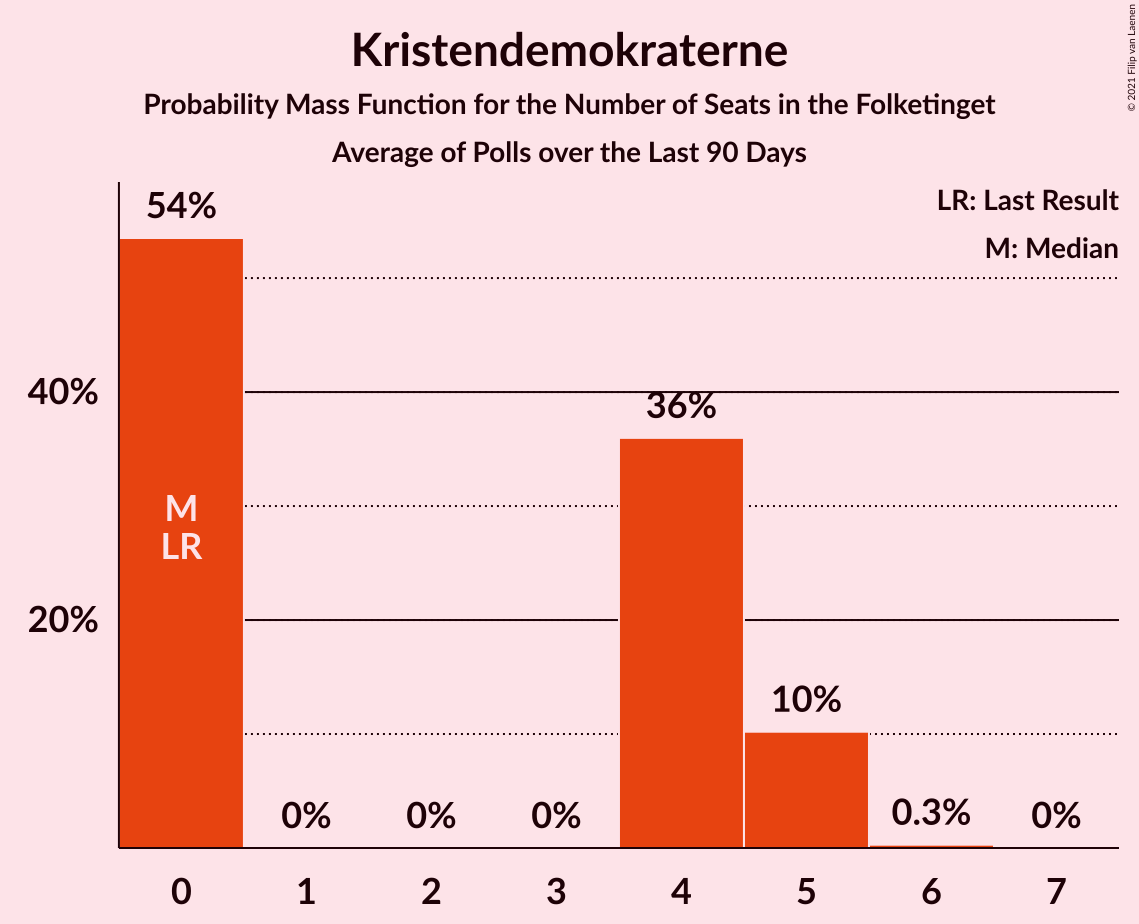 Kristendemokraterne
Probability Mass Function for the Number of Seats in the Folketinget
Average of Polls over the Last 90 Days
© 2021 Filip van Laenen
LR: Last Result
M: Median
54%
40%
36%
M
LR
20%
10%
0%
0%
0%
0.3%
0%
0
1
2
3
4
5
6
7